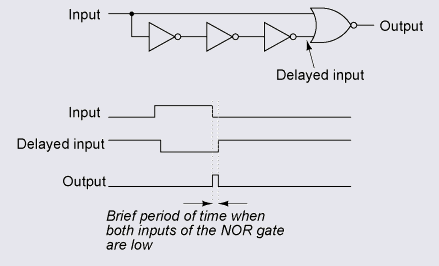 Input
Output
Delayed input
Input
Delayed input
Output
Brief period of time when
both inputs of the NOR gate
are low